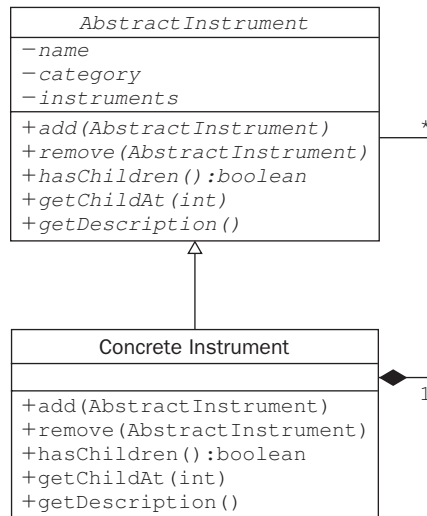 AbstractInstrument
−name
−category
−instruments
+add(AbstractInstrument)
+remove(AbstractInstrument)
+hasChildren():boolean
+getChildAt(int)
+getDescription()
*
Concrete Instrument
1
+add(AbstractInstrument)
+remove(AbstractInstrument)
+hasChildren():boolean
+getChildAt(int)
+getDescription()